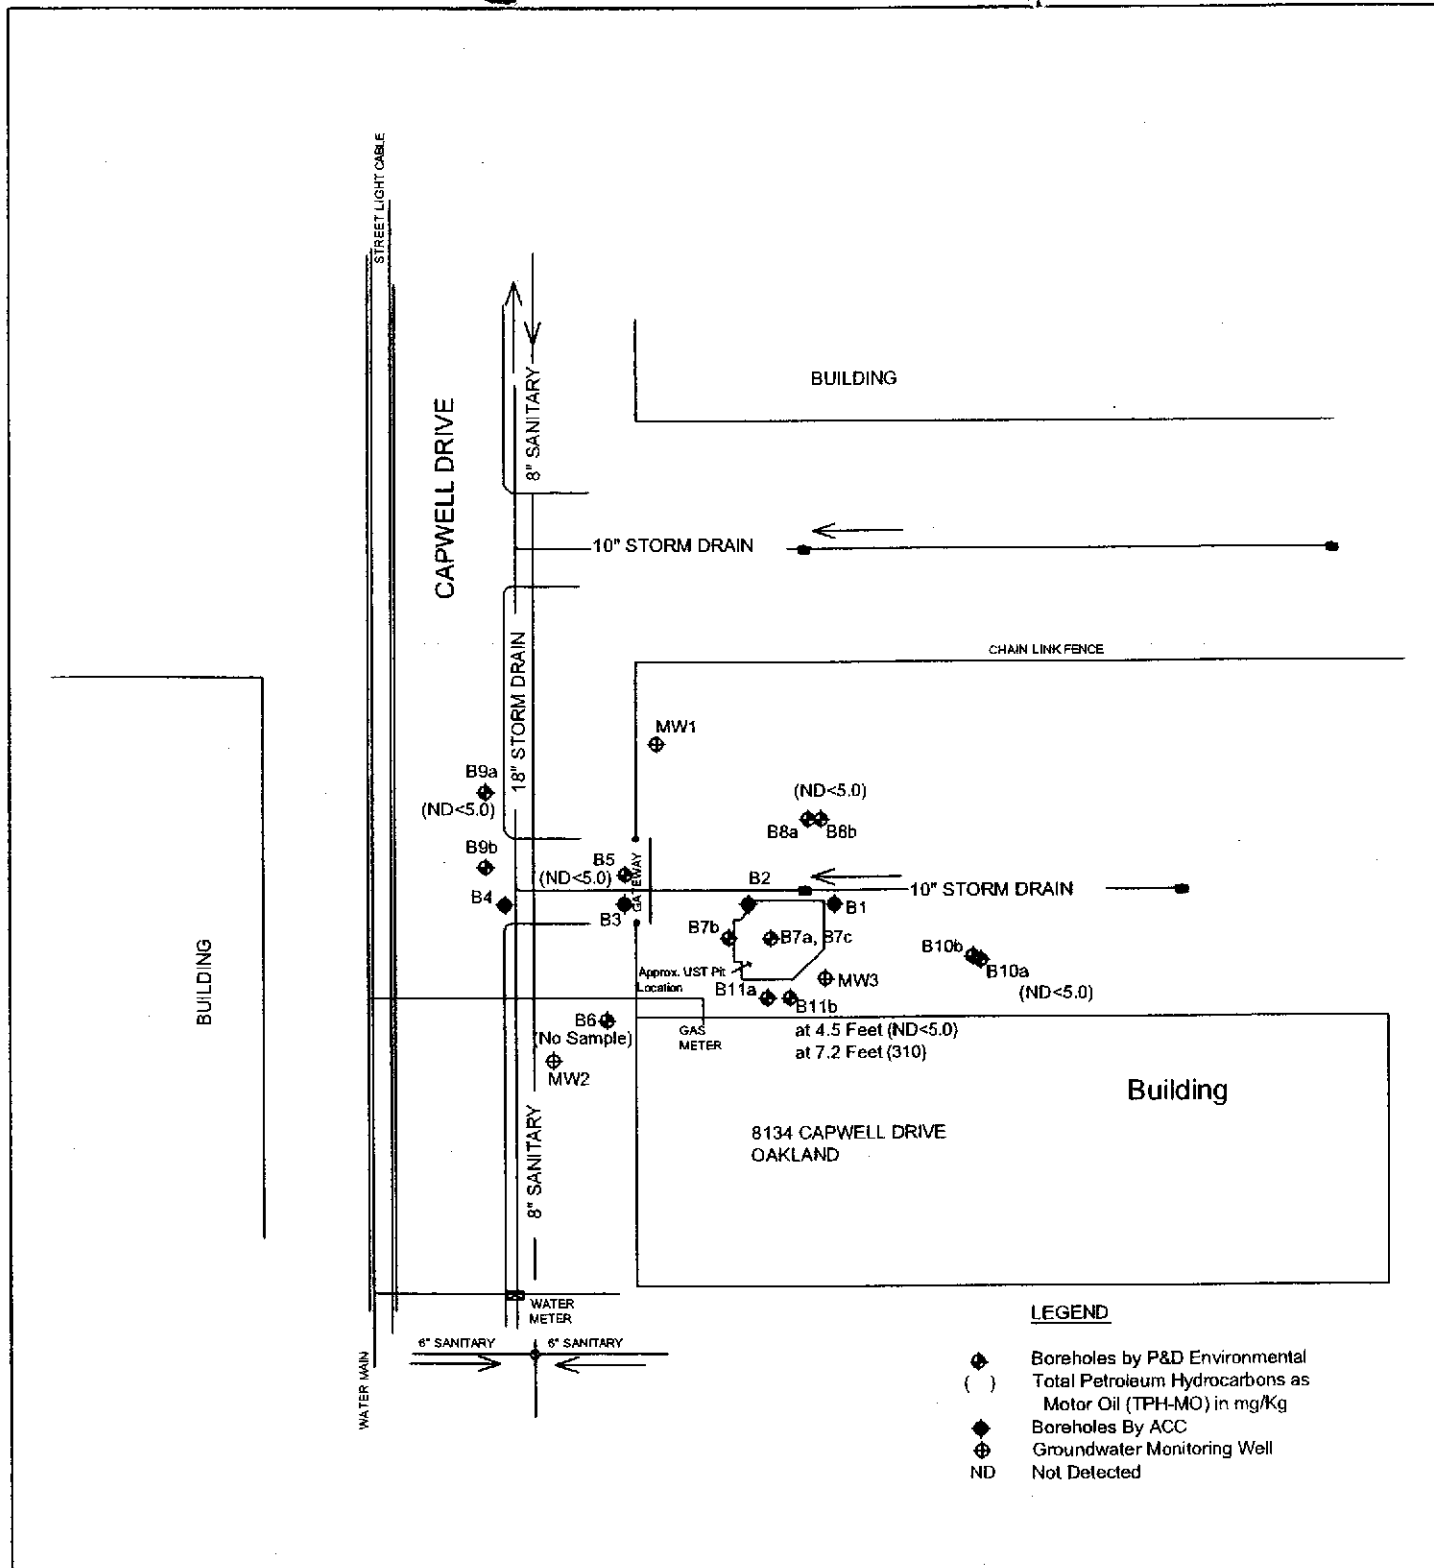 STREET LIGHT CABLE
8" SANITARY
BUILDING
CAPWELL DRIVE
10" STORM DRAIN
CHAIN LINK FENCE
18" STORM DRAIN
MW1
B9a
(ND<5.0)
(ND<5.0)
B8a
B8b
B9b
B5
(ND<5.0)
GATEWAY
B2
10" STORM DRAIN
B4
B3
B1
B7b
B7a, B7c
B10b
B10a
(ND<5.0)
Approx. UST Pit
Location
MW3
B11a
B11b
BUILDING
B6
(No Sample)
GAS
METER
at 4.5 Feet (ND<5.0)
at 7.2 Feet (310)
MW2
Building
8134 CAPWELL DRIVE
OAKLAND
8" SANITARY
WATER
METER
6" SANITARY
6" SANITARY
WATER MAIN
LEGEND
Boreholes by P&D Environmental
( ) Total Petroleum Hydrocarbons as
Motor Oil (TPH-MO) in mg/Kg
Boreholes By ACC
Groundwater Monitoring Well
ND Not Detected